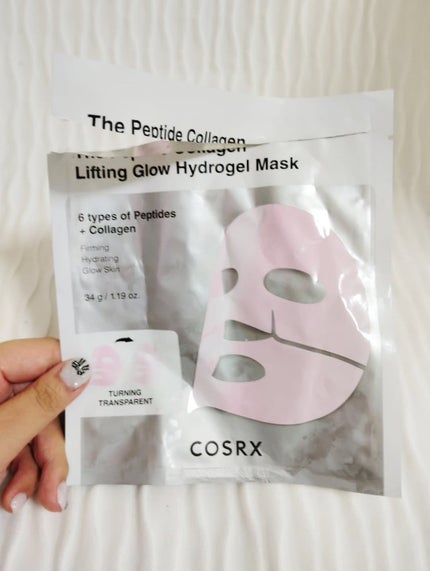 The Peptide Collagen
Collagen
Lifting Glow Hydrogel Mask
6 types of Peptides
+ Collagen
Firming
Hydrating
Glow Skin
34 g / 1.19 oz.
TURNING
TRANSPARENT
COSRX